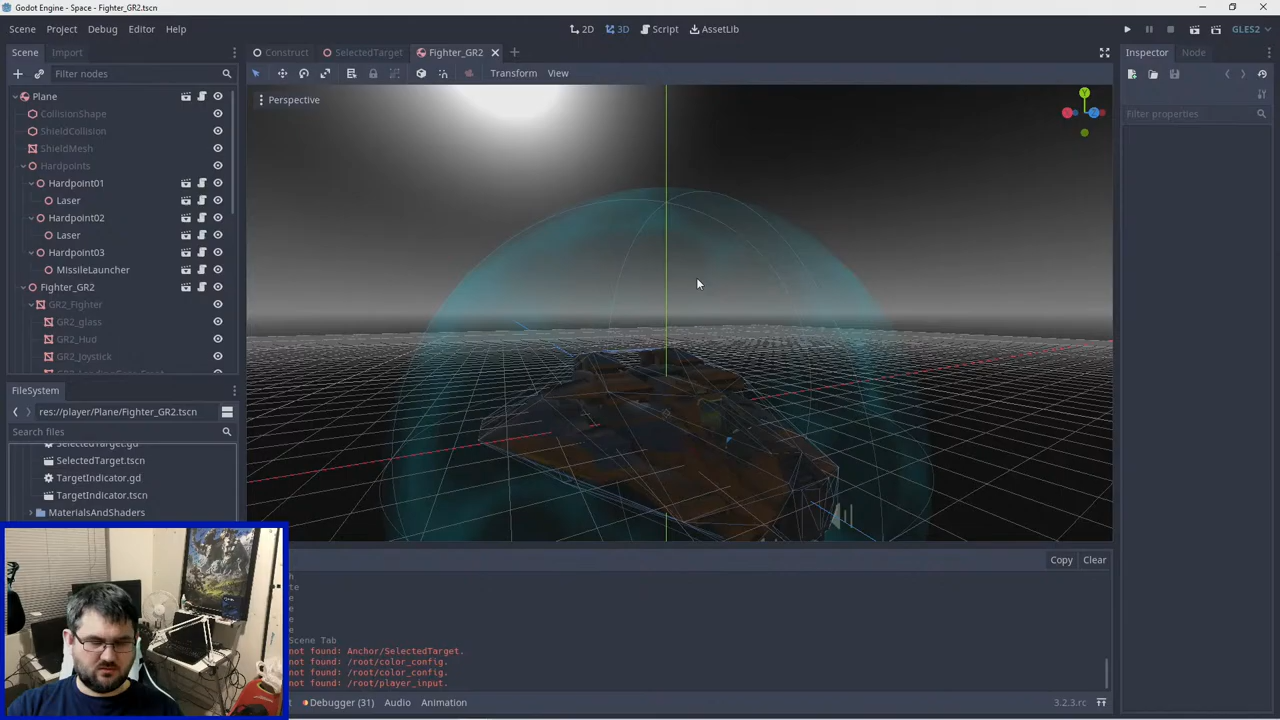 Godot Engine - Space - Fighter_GR2.tscn
Scene Project Debug Editor Help
2D 3D Script AssetLib
GLES2
Scene Import
Construct SelectedTarget Fighter_GR2
Inspector Node
Filter nodes
Transform View
Perspective
Filter properties
Plane
CollisionShape
ShieldCollision
ShieldMesh
Hardpoints
Hardpoint01
Laser
Hardpoint02
Laser
Hardpoint03
MissileLauncher
Fighter_GR2
GR2_Fighter
GR2_glass
GR2_Hud
GR2_Joystick
FileSystem
res://player/Plane/Fighter_GR2.tscn
Search files
SelectedTarget.gd
SelectedTarget.tscn
TargetIndicator.gd
TargetIndicator.tscn
MaterialsAndShaders
Copy Clear
Scene Tab
not found: Anchor/SelectedTarget.
not found: /root/color_config.
not found: /root/color_config.
not found: /root/player_input.
Debugger (31) Audio Animation
3.2.3.rc
X Y Z